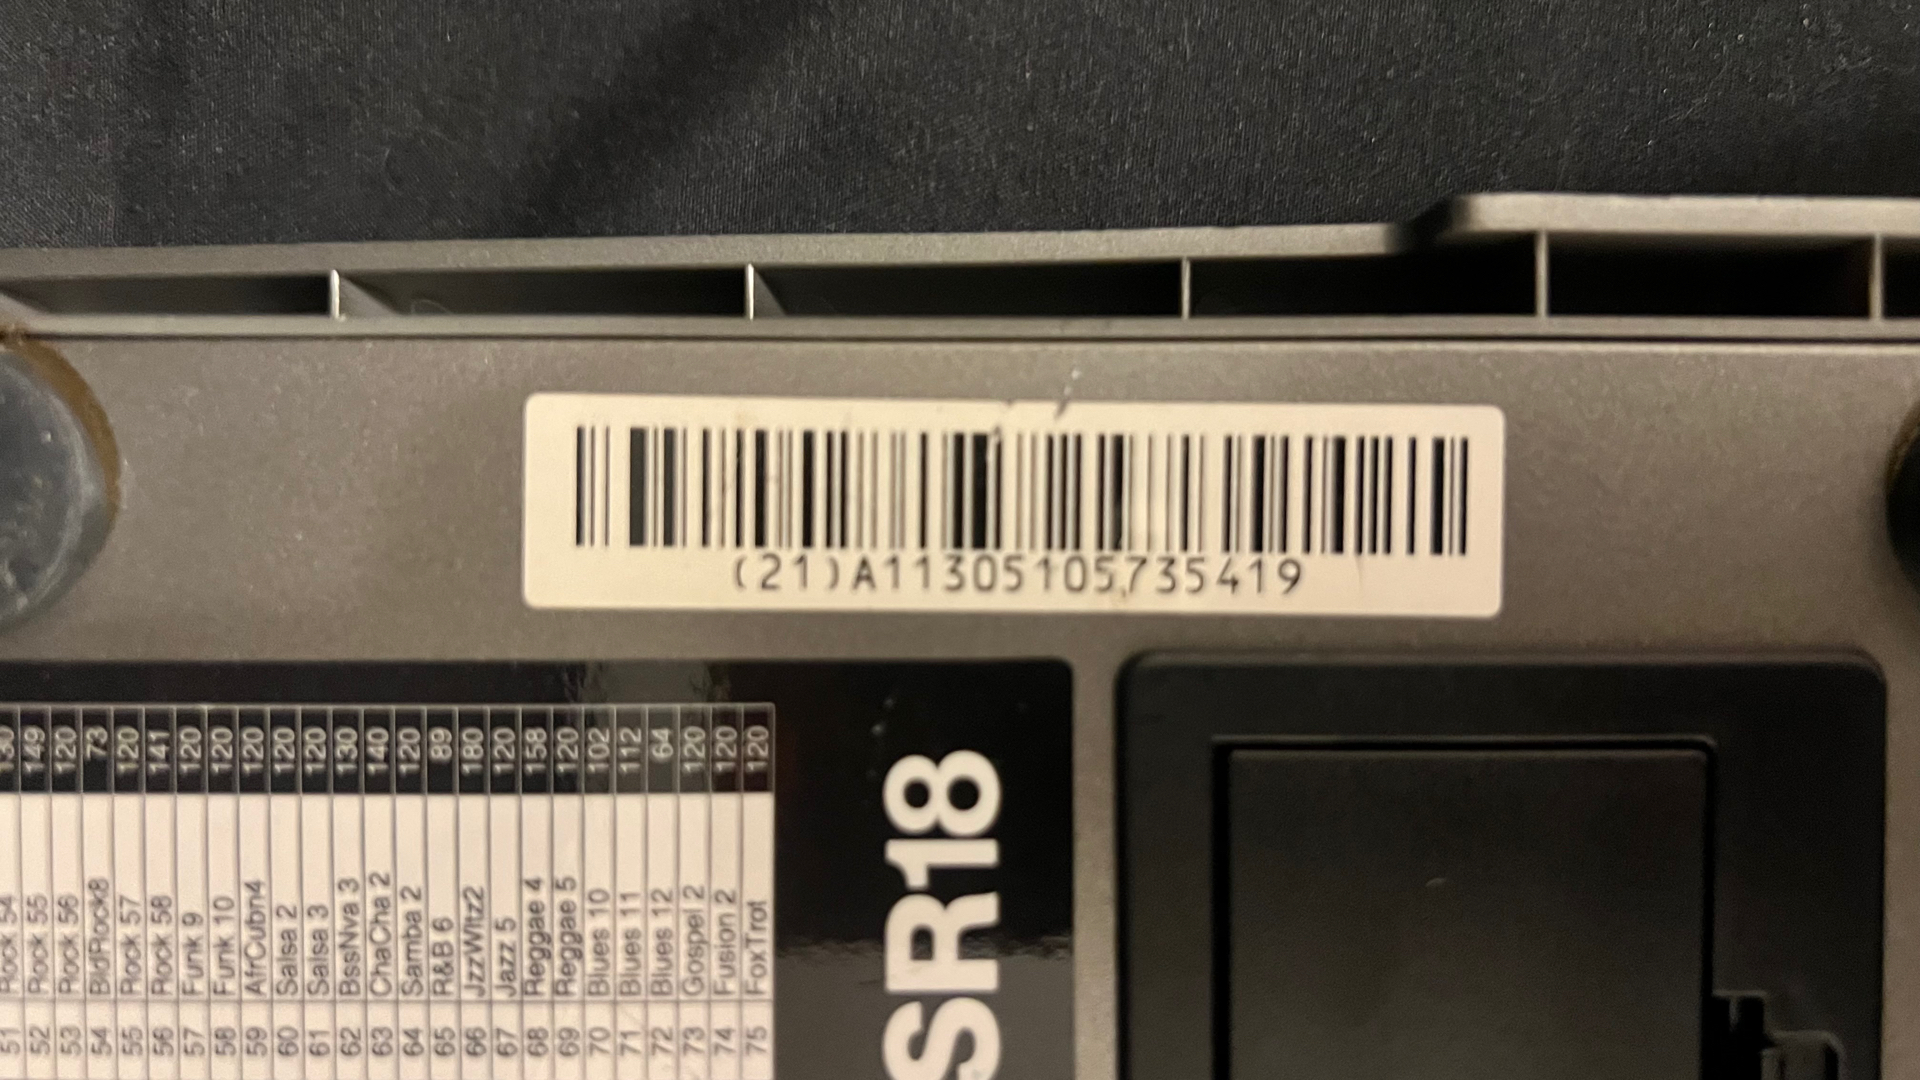 (21)A11305105735419
SR18
51 Rock 54 130
52 Rock 55 149
53 Rock 56 120
54 BldRock8 73
55 Rock 57 120
56 Rock 58 141
57 Funk 9 120
58 Funk 10 120
59 AfrCubn4 120
60 Salsa 2 120
61 Salsa 3 120
62 BssNva 3 130
63 ChaCha 2 140
64 Samba 2 120
65 R&B 6 89
66 JzzWltz2 180
67 Jazz 5 120
68 Reggae 4 158
69 Reggae 5 120
70 Blues 10 102
71 Blues 11 112
72 Blues 12 64
73 Gospel 2 120
74 Fusion 2 120
75 FoxTrot 120